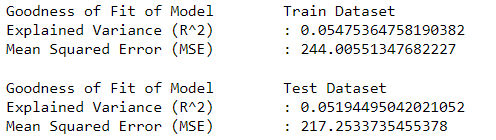 Goodness of Fit of Model Train Dataset
Explained Variance (R^2) : 0.05475364758190382
Mean Squared Error (MSE) : 244.00551347682227
Goodness of Fit of Model Test Dataset
Explained Variance (R^2) : 0.05194495042021052
Mean Squared Error (MSE) : 217.2533735455378